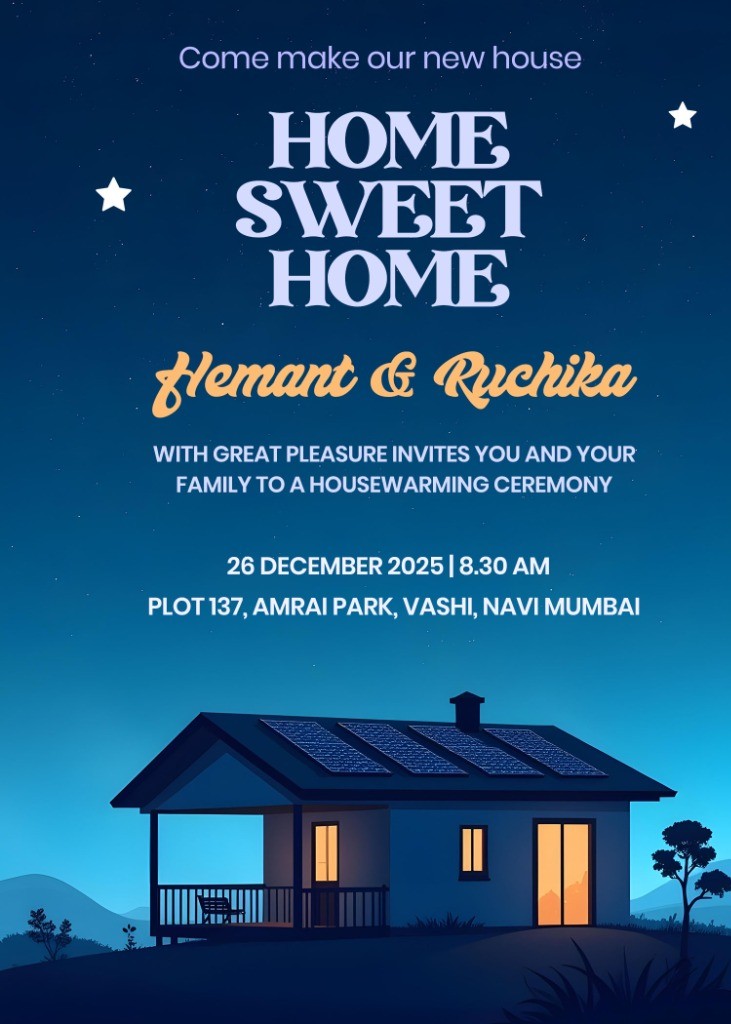 Come make our new house
HOME
SWEET
HOME
Hemant & Ruchika
WITH GREAT PLEASURE INVITES YOU AND YOUR
FAMILY TO A HOUSEWARMING CEREMONY
26 DECEMBER 2025 | 8.30 AM
PLOT 137, AMRAI PARK, VASHI, NAVI MUMBAI